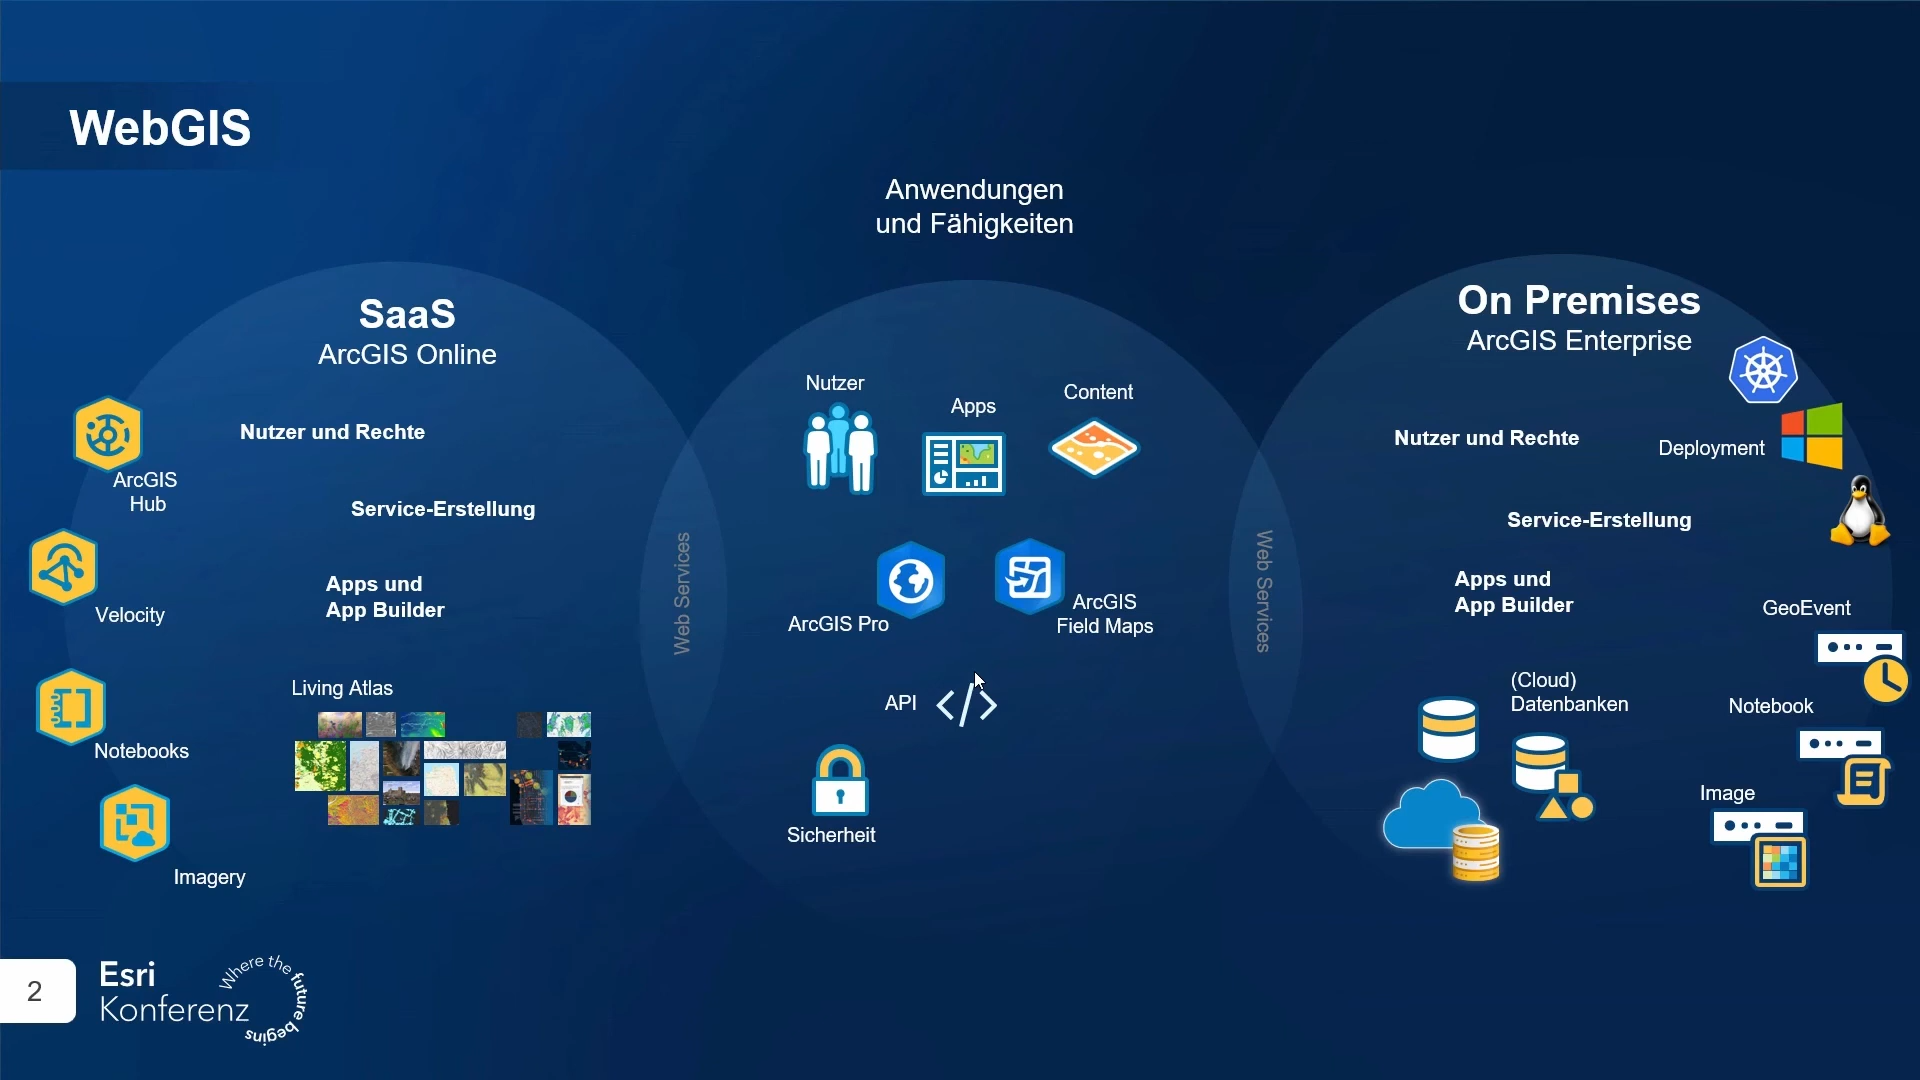 WebGIS
Anwendungen
und Fähigkeiten
SaaS
ArcGIS Online
Nutzer und Rechte
Service-Erstellung
Apps und
App Builder
Living Atlas
ArcGIS
Hub
Velocity
Notebooks
Imagery
Web Services
Nutzer
Apps
Content
ArcGIS Pro
ArcGIS
Field Maps
API
Sicherheit
Web Services
On Premises
ArcGIS Enterprise
Nutzer und Rechte
Deployment
Service-Erstellung
Apps und
App Builder
GeoEvent
(Cloud)
Datenbanken
Notebook
Image
2
Esri
Konferenz
Where the future begins